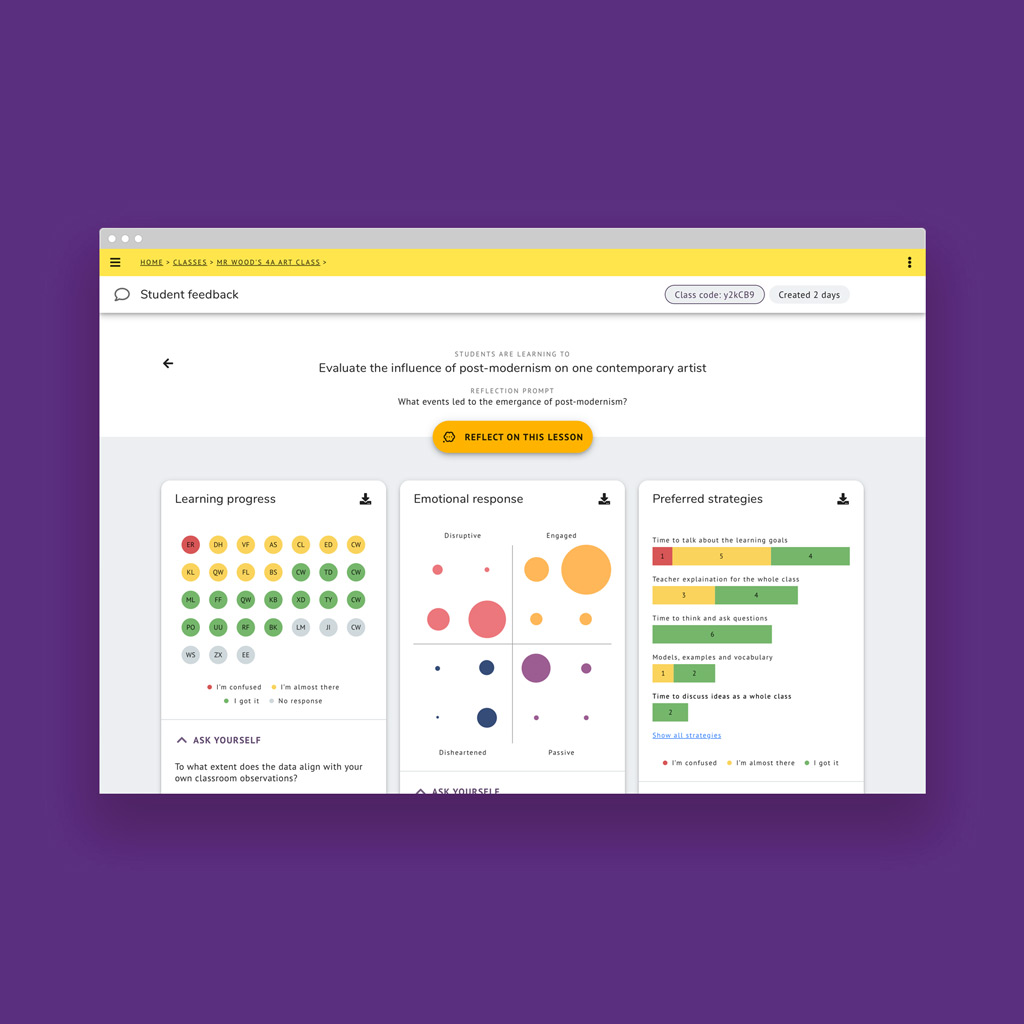 HOME > CLASSES > MR WOOD'S 4A ART CLASS >
Student feedback
Class code: y2kCB9
Created 2 days
STUDENTS ARE LEARNING TO
Evaluate the influence of post-modernism on one contemporary artist
REFLECTION PROMPT
What events led to the emergance of post-modernism?
REFLECT ON THIS LESSON
Learning progress
ER DH VF AS CL ED CW
KL QW FL BS CW TD CW
ML FF QW KB XD TY CW
PO UU RF BK LM JI CW
WS ZX EE
I'm confused I'm almost there
I got it No response
ASK YOURSELF
To what extent does the data align with your
own classroom observations?
Emotional response
Disruptive Engaged
Disheartened Passive
ASK YOURSELF
Preferred strategies
Time to talk about the learning goals
1 5 4
Teacher explaination for the whole class
3 4
Time to think and ask questions
6
Models, examples and vocabulary
1 2
Time to discuss ideas as a whole class
2
Show all strategies
I'm confused I'm almost there I got it